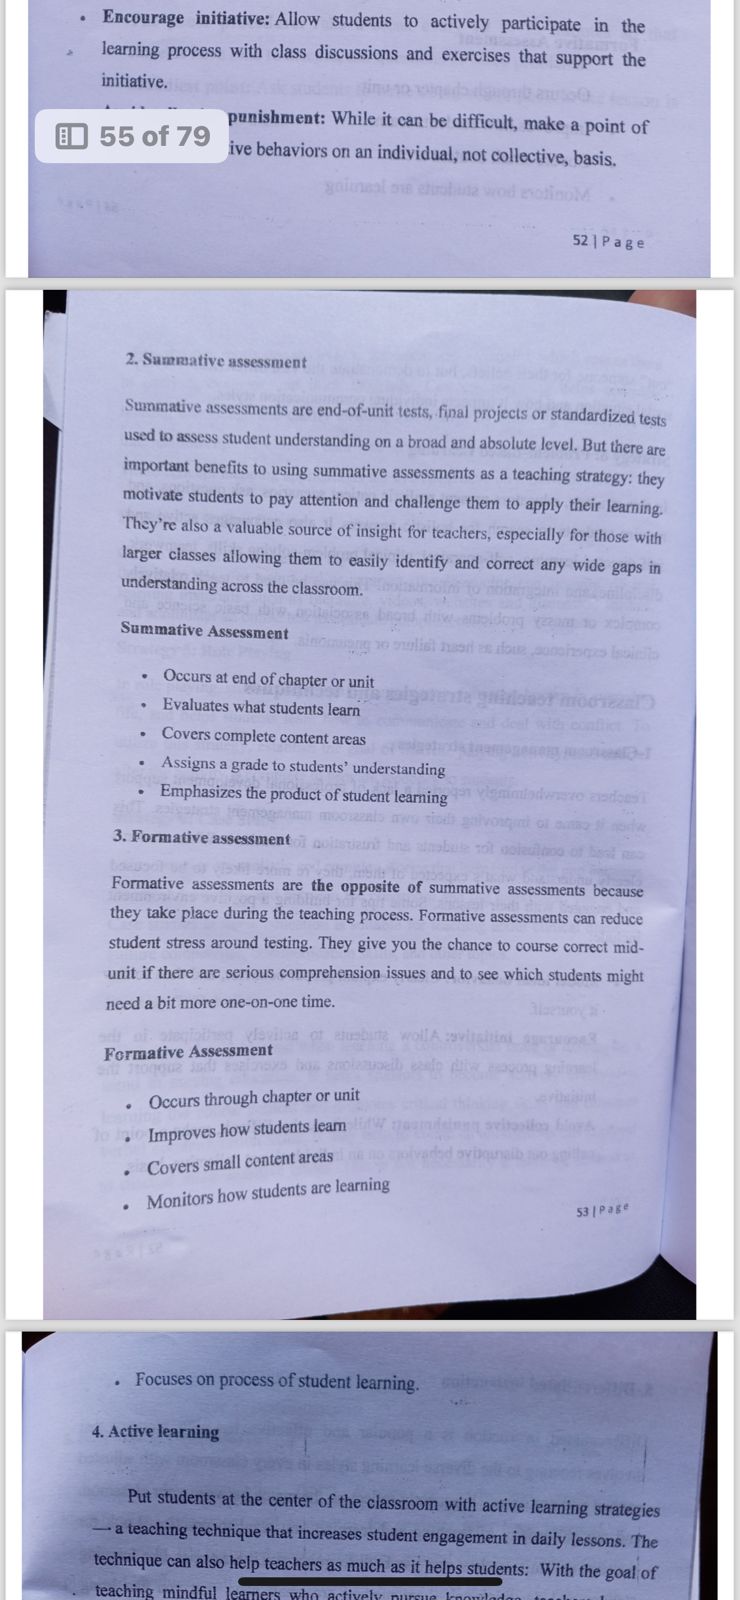 • Encourage initiative: Allow students to actively participate in the
learning process with class discussions and exercises that support the
initiative.
punishment: While it can be difficult, make a point of
55 of 79
ive behaviors on an individual, not collective, basis.
52 | P a g e
2. Summative assessment
Summative assessments are end-of-unit tests, final projects or standardized tests
used to assess student understanding on a broad and absolute level. But there are
important benefits to using summative assessments as a teaching strategy: they
motivate students to pay attention and challenge them to apply their learning.
They're also a valuable source of insight for teachers, especially for those with
larger classes allowing them to easily identify and correct any wide gaps in
understanding across the classroom.
Summative Assessment
• Occurs at end of chapter or unit
• Evaluates what students learn
• Covers complete content areas
• Assigns a grade to students' understanding
• Emphasizes the product of student learning
3. Formative assessment
Formative assessments are the opposite of summative assessments because
they take place during the teaching process. Formative assessments can reduce
student stress around testing. They give you the chance to course correct mid-
unit if there are serious comprehension issues and to see which students might
need a bit more one-on-one time.
Formative Assessment
• Occurs through chapter or unit
• Improves how students learn
• Covers small content areas
• Monitors how students are learning
53 | P a g e
• Focuses on process of student learning.
4. Active learning
Put students at the center of the classroom with active learning strategies
— a teaching technique that increases student engagement in daily lessons. The
technique can also help teachers as much as it helps students: With the goal of
teaching mindful learners who actively pursue knowledge